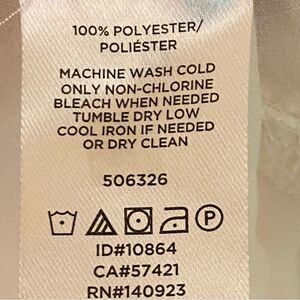 100% POLYESTER/
POLIÉSTER
MACHINE WASH COLD
ONLY NON-CHLORINE
BLEACH WHEN NEEDED
TUMBLE DRY LOW
COOL IRON IF NEEDED
OR DRY CLEAN
506326
P
ID#10864
CA#57421
RN#140923